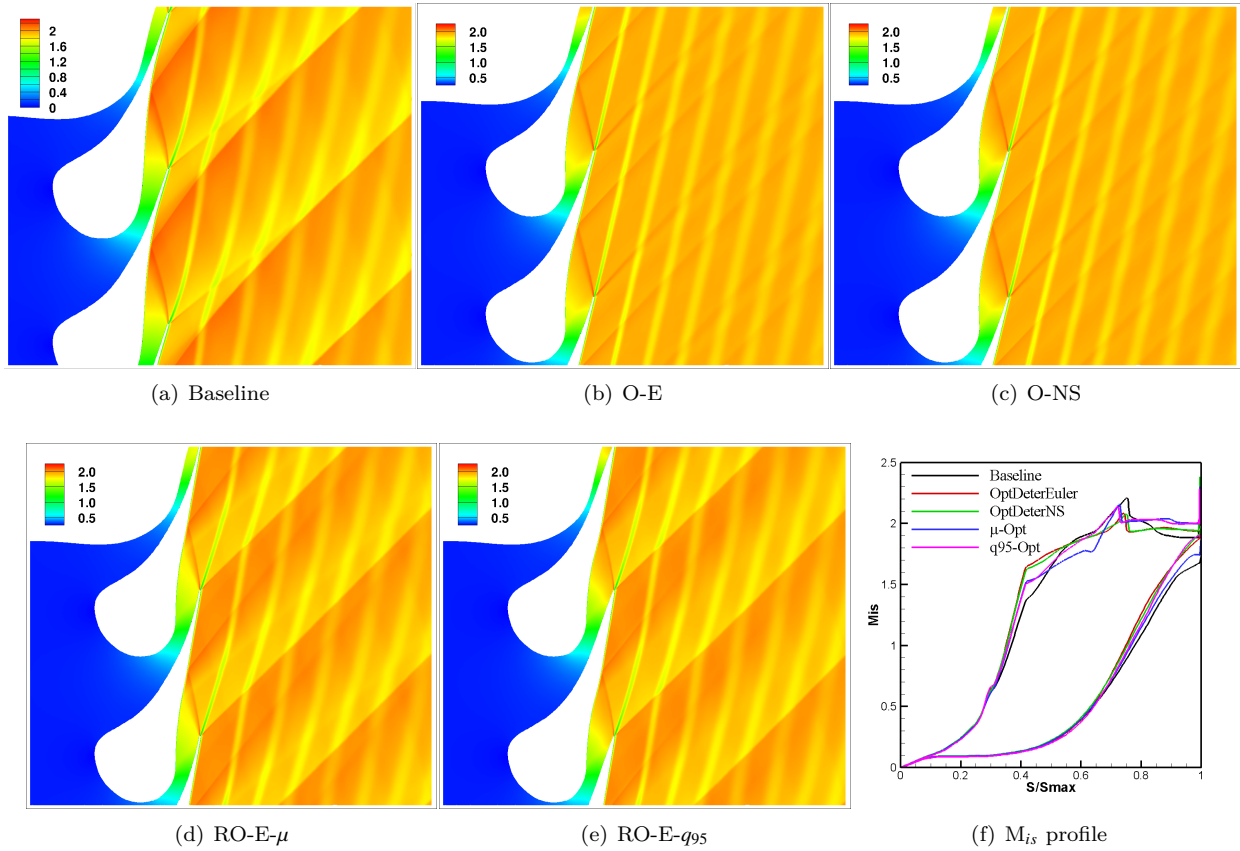 2
1.6
1.2
0.8
0.4
0
2.0
1.5
1.0
0.5
2.0
1.5
1.0
0.5
(a) Baseline
(b) O-E
(c) O-NS
2.0
1.5
1.0
0.5
2.0
1.5
1.0
0.5
2.5
2
1.5
1
0.5
0
Mis
Baseline
OptDeterEuler
OptDeterNS
μ-Opt
q95-Opt
0 0.2 0.4 0.6 0.8 1
S/Smax
(d) RO-E-μ
(e) RO-E-q95
(f) Mis profile